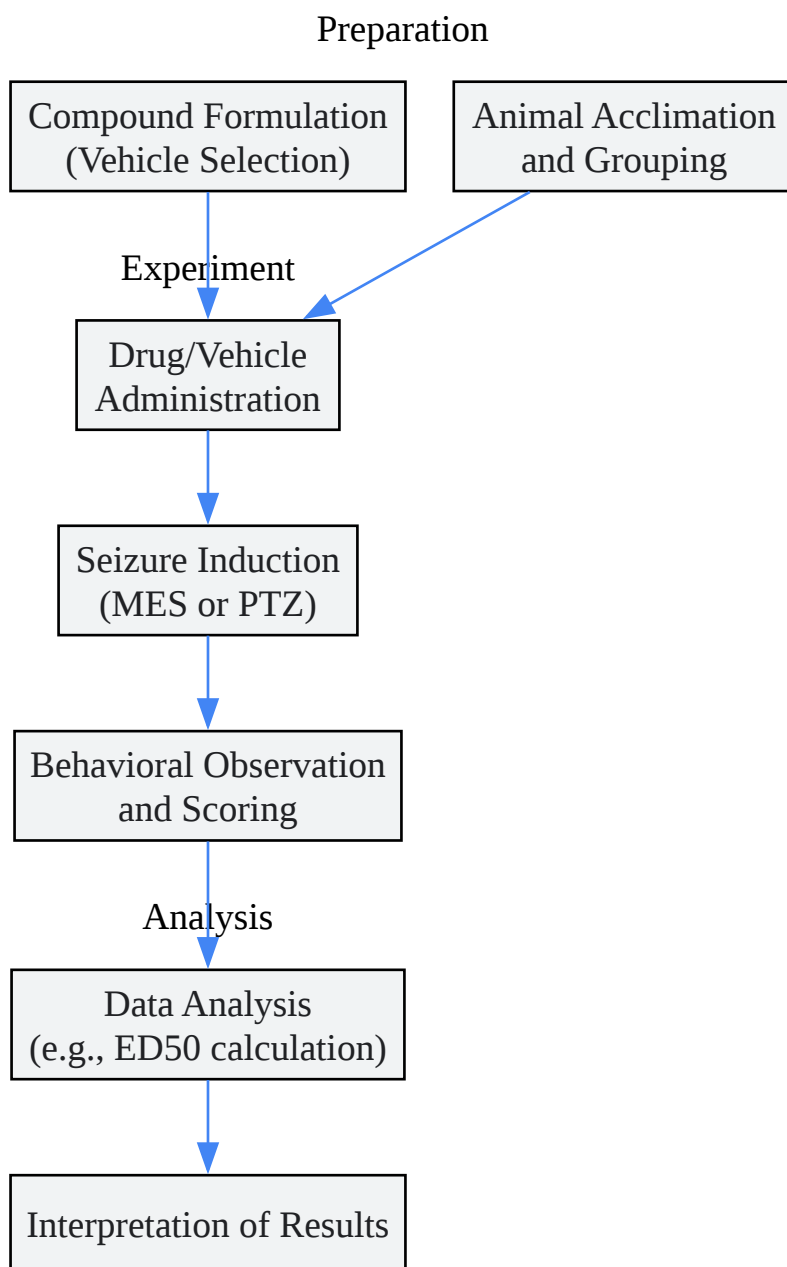 Preparation
Compound Formulation
(Vehicle Selection)
Animal Acclimation
and Grouping
Experiment
Drug/Vehicle
Administration
Seizure Induction
(MES or PTZ)
Behavioral Observation
and Scoring
Analysis
Data Analysis
(e.g., ED50 calculation)
Interpretation of Results